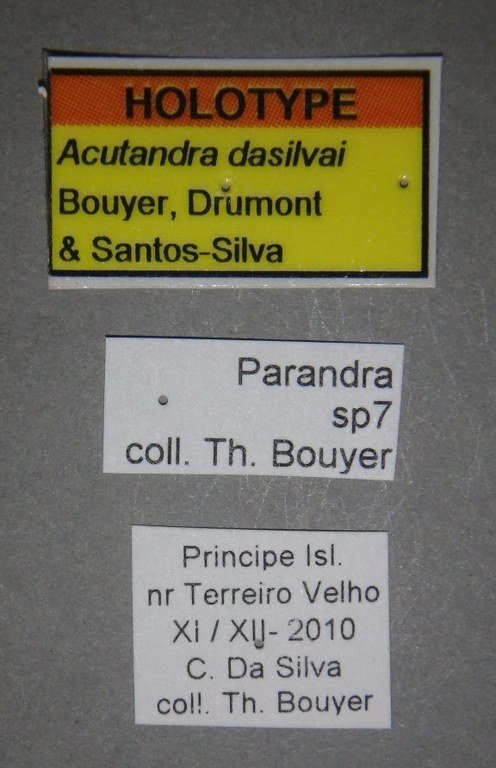 HOLOTYPE
Acutandra dasilvai
Bouyer, Drumont
& Santos-Silva
Parandra
sp7
coll. Th. Bouyer
Principe Isl.
nr Terreiro Velho
XI / XII- 2010
C. Da Silva
coll. Th. Bouyer